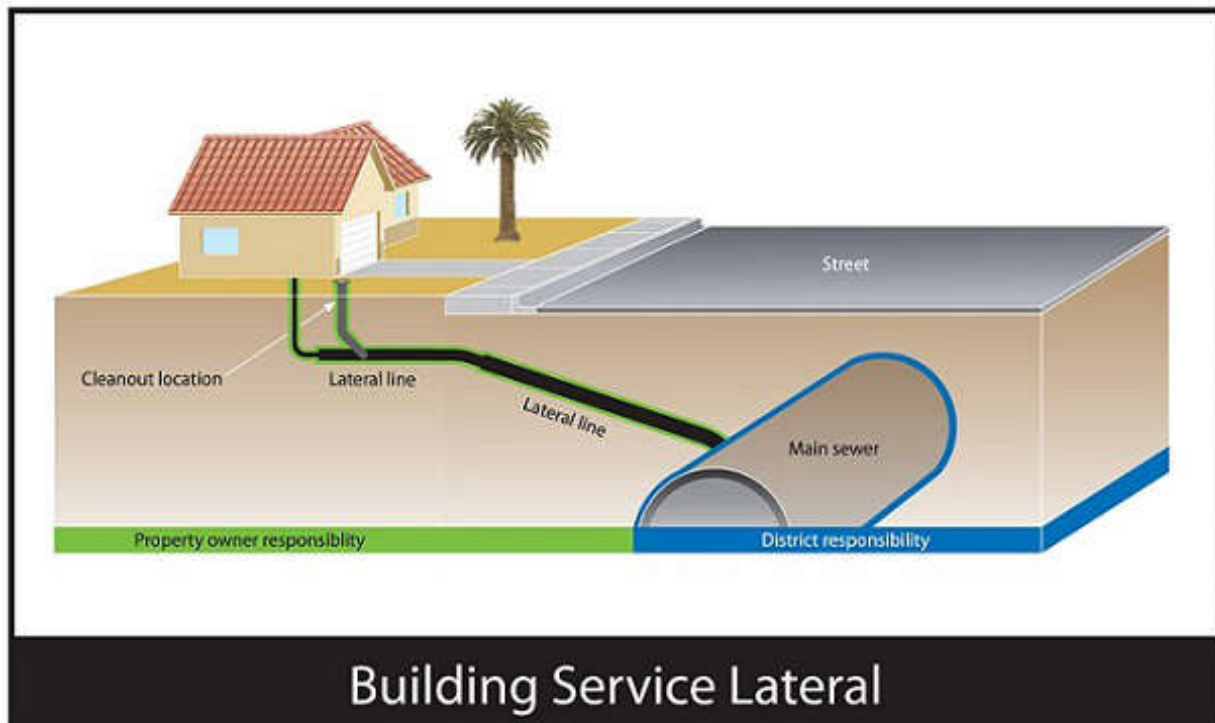 Street
Cleanout location
Lateral line
Lateral line
Main sewer
Property owner responsiblity
District responsibility
Building Service Lateral